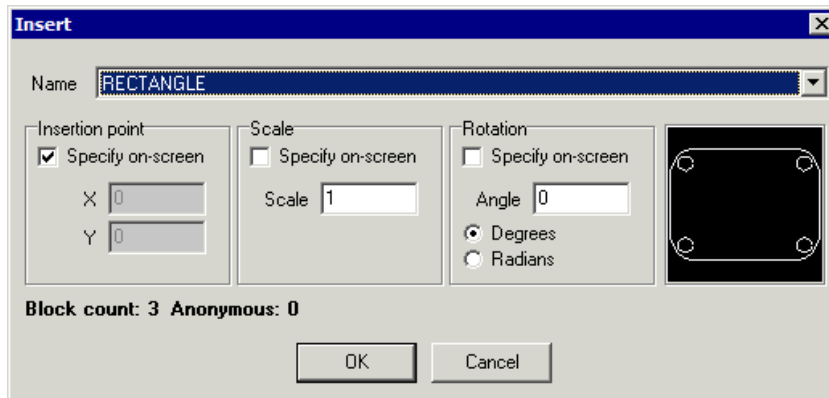 Insert
Name RECTANGLE
Insertion point
Specify on-screen
X 0
Y 0
Scale
Specify on-screen
Scale 1
Rotation
Specify on-screen
Angle 0
Degrees
Radians
Block count: 3 Anonymous: 0
OK Cancel